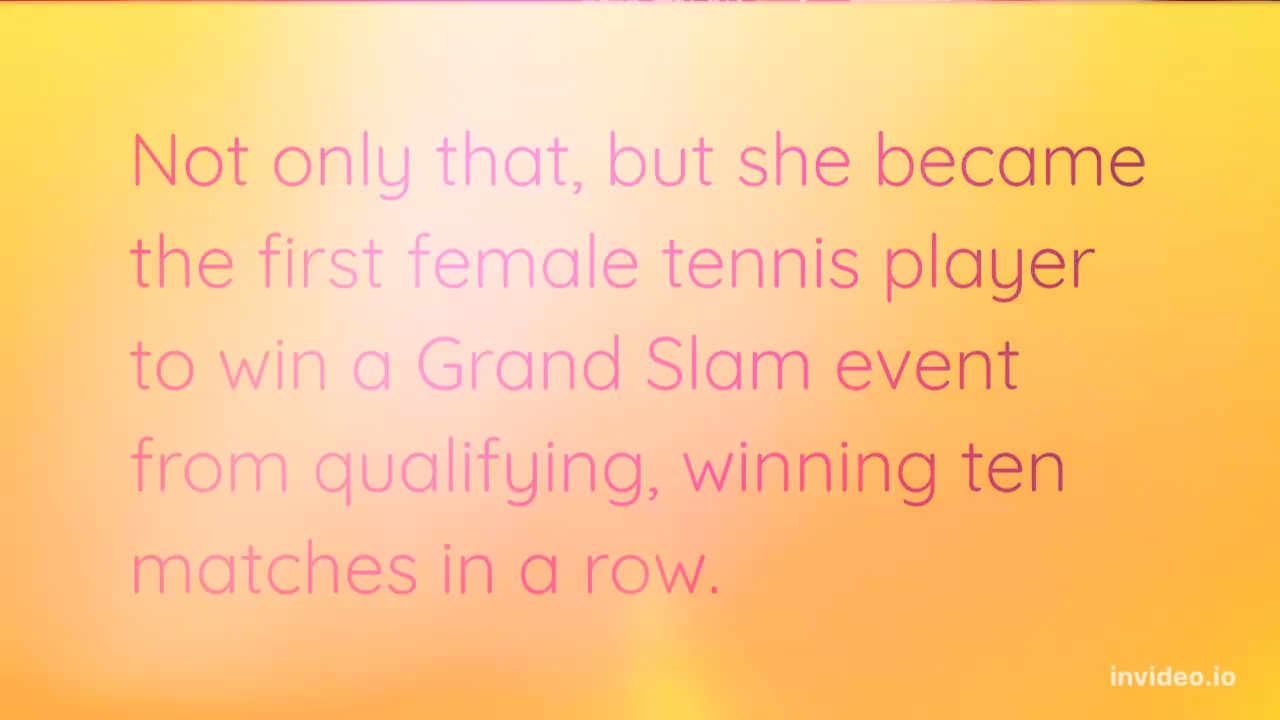 Not only that, but she became
the first female tennis player
to win a Grand Slam event
from qualifying, winning ten
matches in a row.
invideo.io